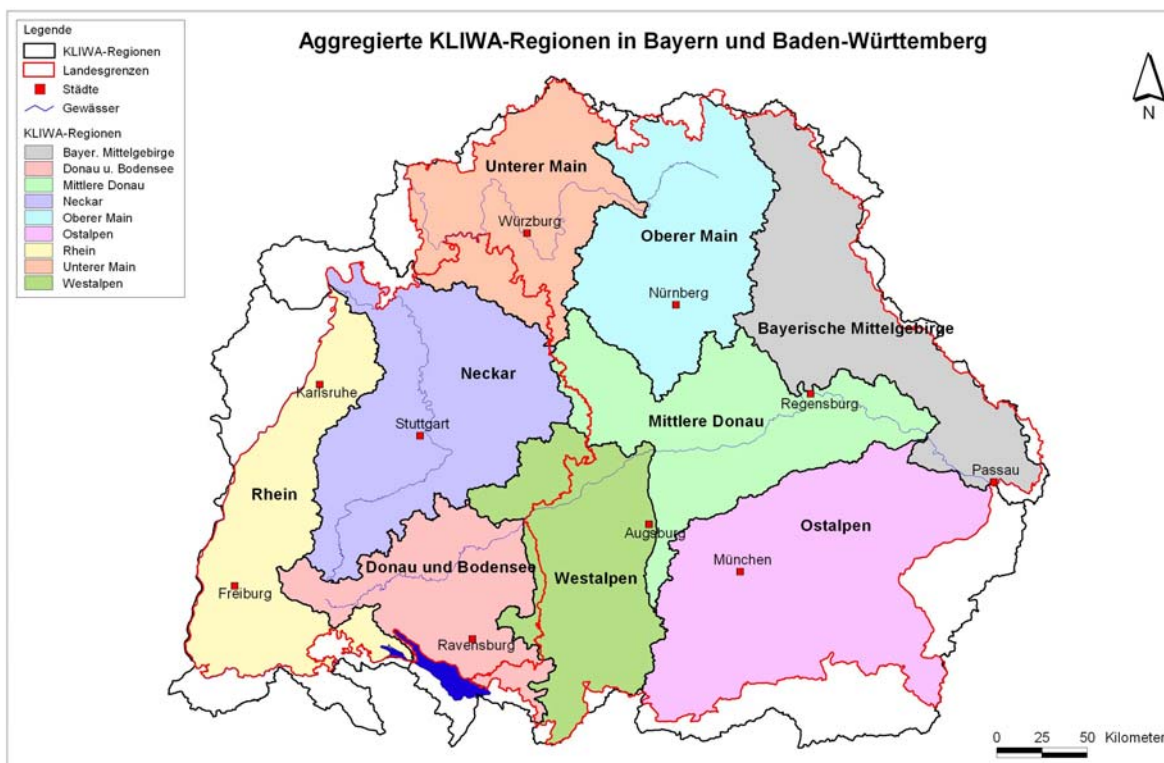 Aggregierte KLIWA-Regionen in Bayern und Baden-Württemberg
Legende
KLIWA-Regionen
Landesgrenzen
Städte
Gewässer
KLIWA-Regionen
Bayer. Mittelgebirge
Donau u. Bodensee
Mittlere Donau
Neckar
Oberer Main
Ostalpen
Rhein
Unterer Main
Westalpen
N
Unterer Main
Würzburg
Oberer Main
Nürnberg
Bayerische Mittelgebirge
Neckar
Karlsruhe
Stuttgart
Mittlere Donau
Regensburg
Rhein
Passau
Augsburg
Ostalpen
München
Donau und Bodensee
Westalpen
Freiburg
Ravensburg
0 25 50 Kilometer